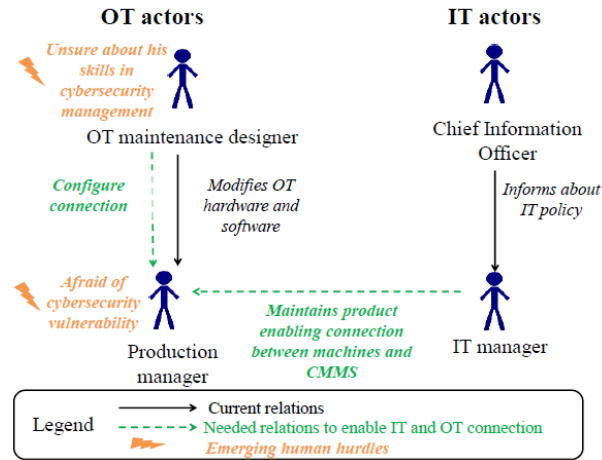 OT actors
IT actors
Unsure about his
skills in
cybersecurity
management
OT maintenance designer
Chief Information
Officer
Configure
connection
Modifies OT
hardware and
software
Informs about
IT policy
Afraid of
cybersecurity
vulnerability
Maintains product
enabling connection
between machines and
CMMS
Production
manager
IT manager
Legend
Current relations
Needed relations to enable IT and OT connection
Emerging human hurdles